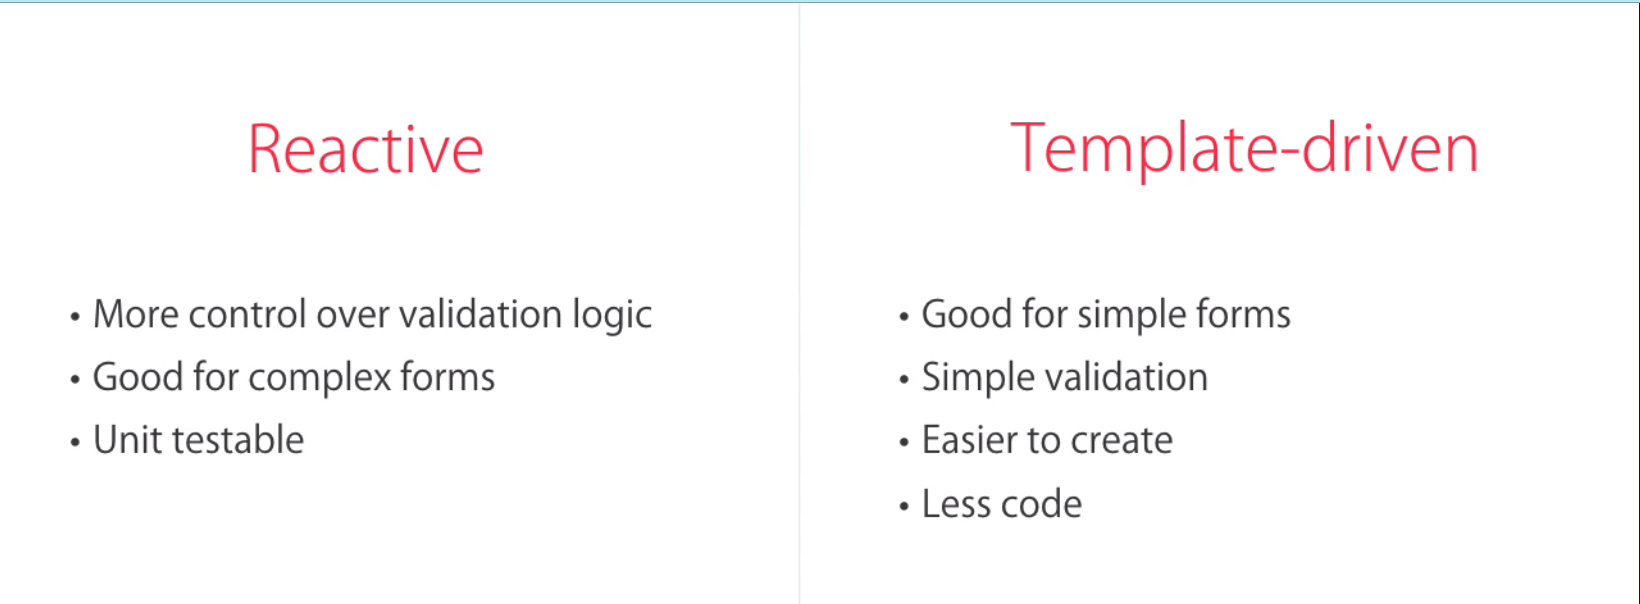 Reactive
• More control over validation logic
• Good for complex forms
• Unit testable
Template-driven
• Good for simple forms
• Simple validation
• Easier to create
• Less code